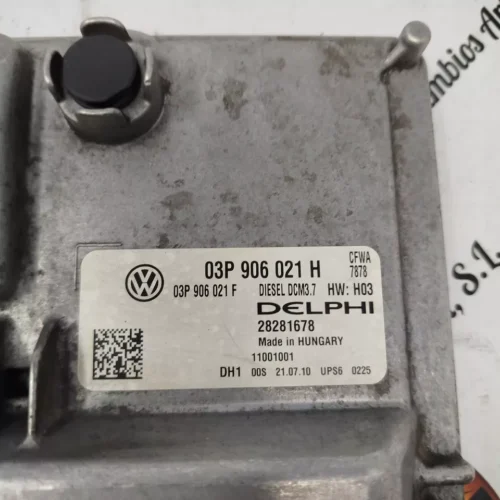 03P 906 021 H CFWA
7878
03P 906 021 F DIESEL DCM3.7 HW: H03
DELPHI
28281678
Made in HUNGARY
11001001
DH1 00S 21.07.10 UPS6 0225
S.L.